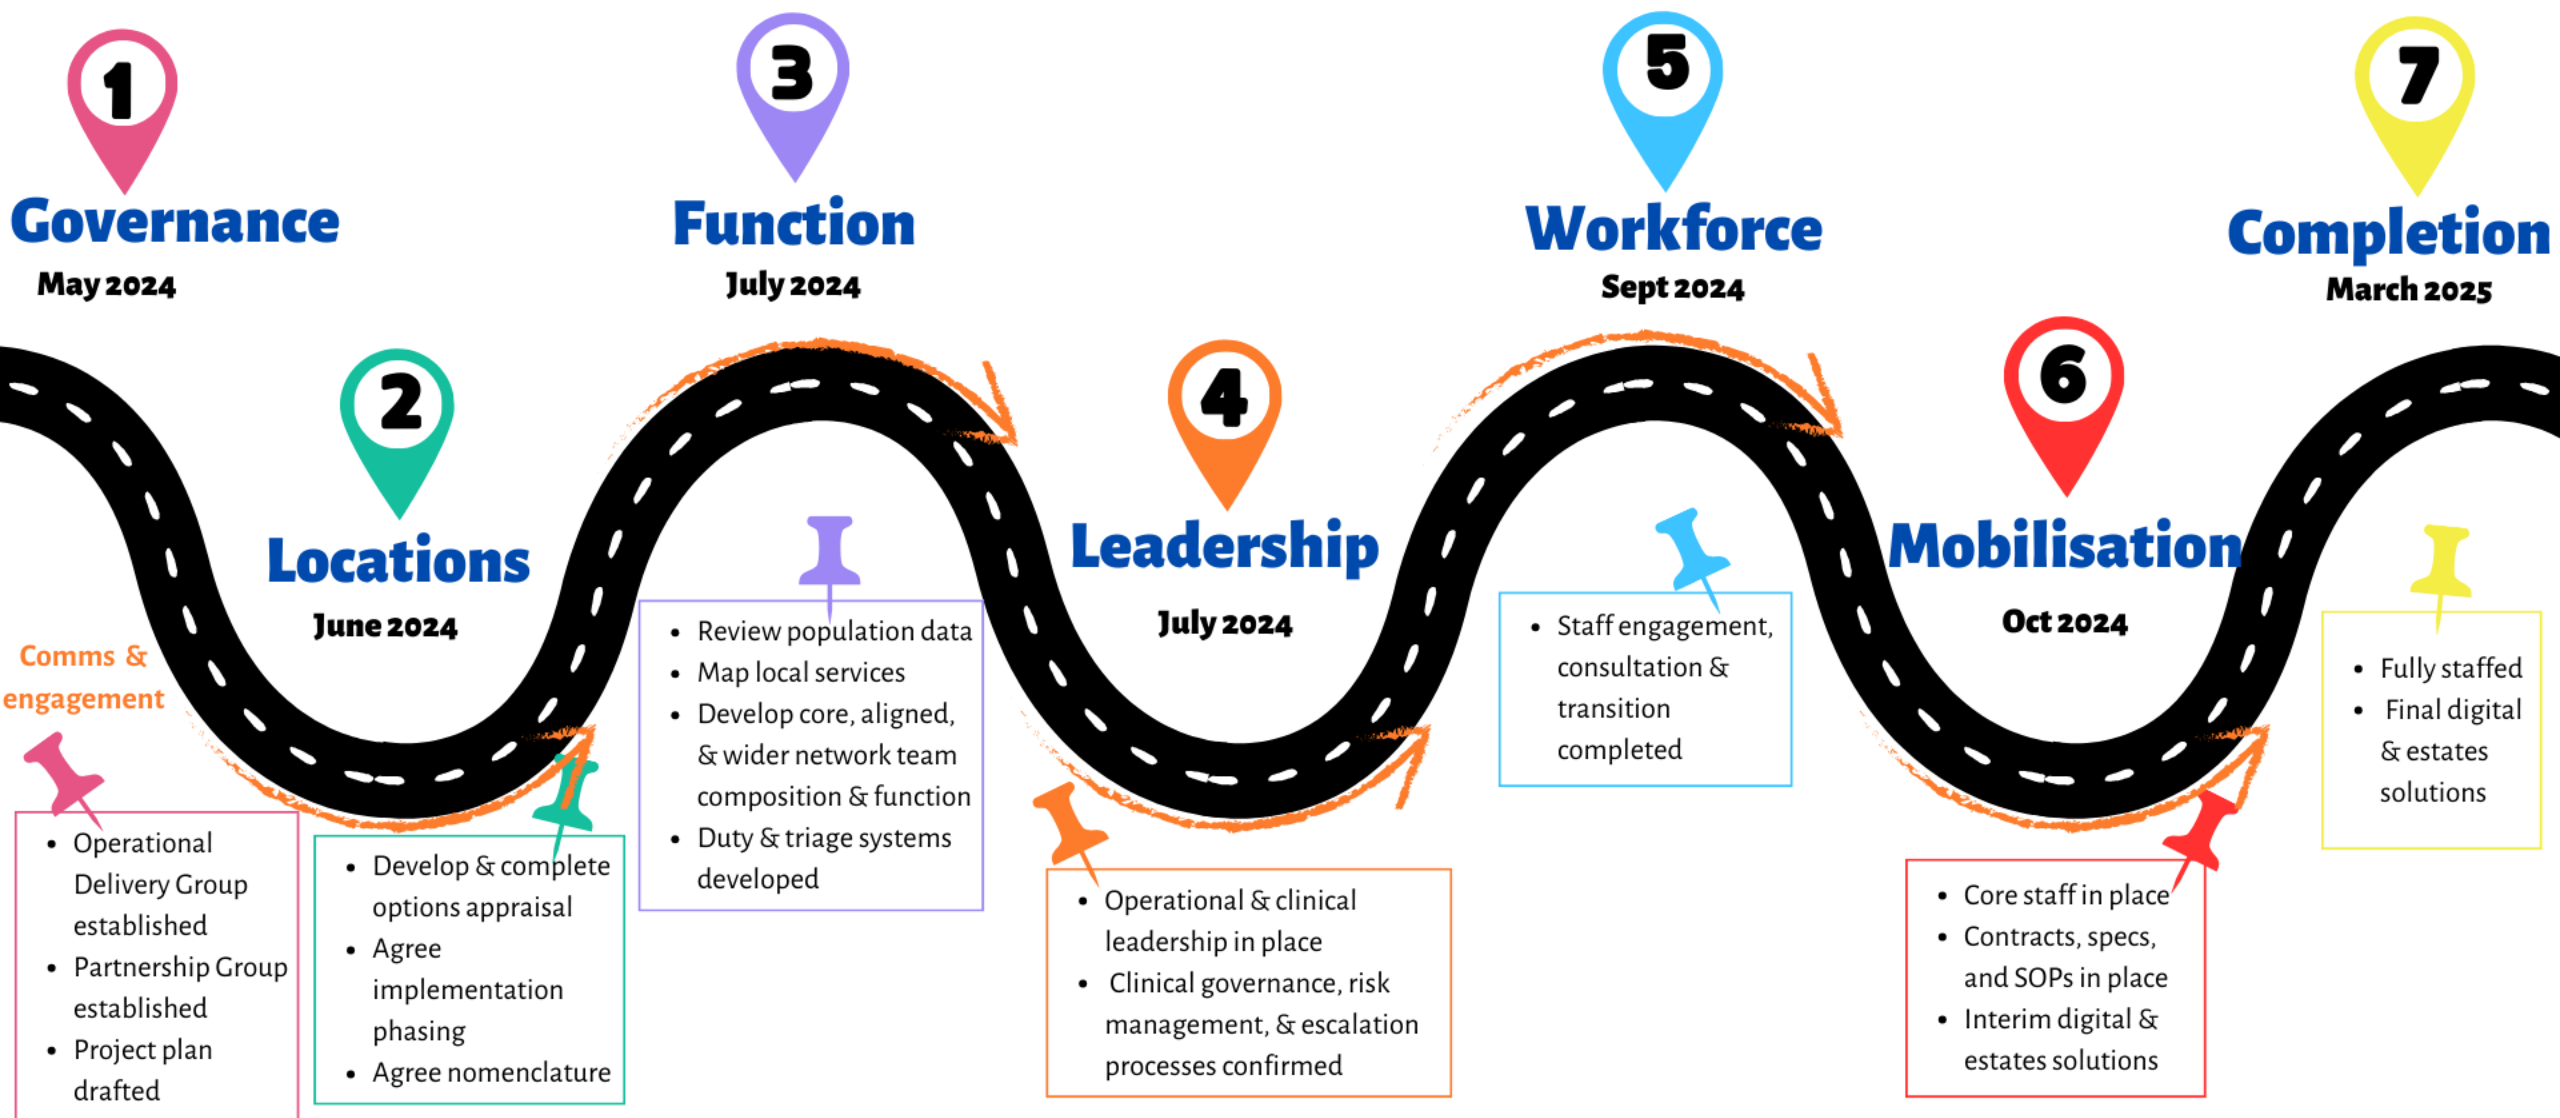 1
Governance
May 2024
2
Locations
June 2024
3
Function
July 2024
4
Leadership
July 2024
5
Workforce
Sept 2024
6
Mobilisation
Oct 2024
7
Completion
March 2025
Comms &
engagement
• Operational
Delivery Group
established
• Partnership Group
established
• Project plan
drafted
• Develop & complete
options appraisal
• Agree
implementation
phasing
• Agree nomenclature
• Review population data
• Map local services
• Develop core, aligned,
& wider network team
composition & function
• Duty & triage systems
developed
• Operational & clinical
leadership in place
• Clinical governance, risk
management, & escalation
processes confirmed
• Staff engagement,
consultation &
transition
completed
• Core staff in place
• Contracts, specs,
and SOPs in place
• Interim digital &
estates solutions
• Fully staffed
• Final digital
& estates
solutions